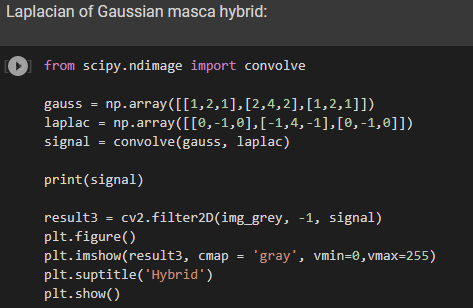 Laplacian of Gaussian masca hybrid:
from scipy.ndimage import convolve
gauss = np.array([[1,2,1],[2,4,2],[1,2,1]])
laplac = np.array([[0,-1,0],[-1,4,-1],[0,-1,0]])
signal = convolve(gauss, laplac)
print(signal)
result3 = cv2.filter2D(img_grey, -1, signal)
plt.figure()
plt.imshow(result3, cmap = 'gray', vmin=0,vmax=255)
plt.suptitle('Hybrid')
plt.show()